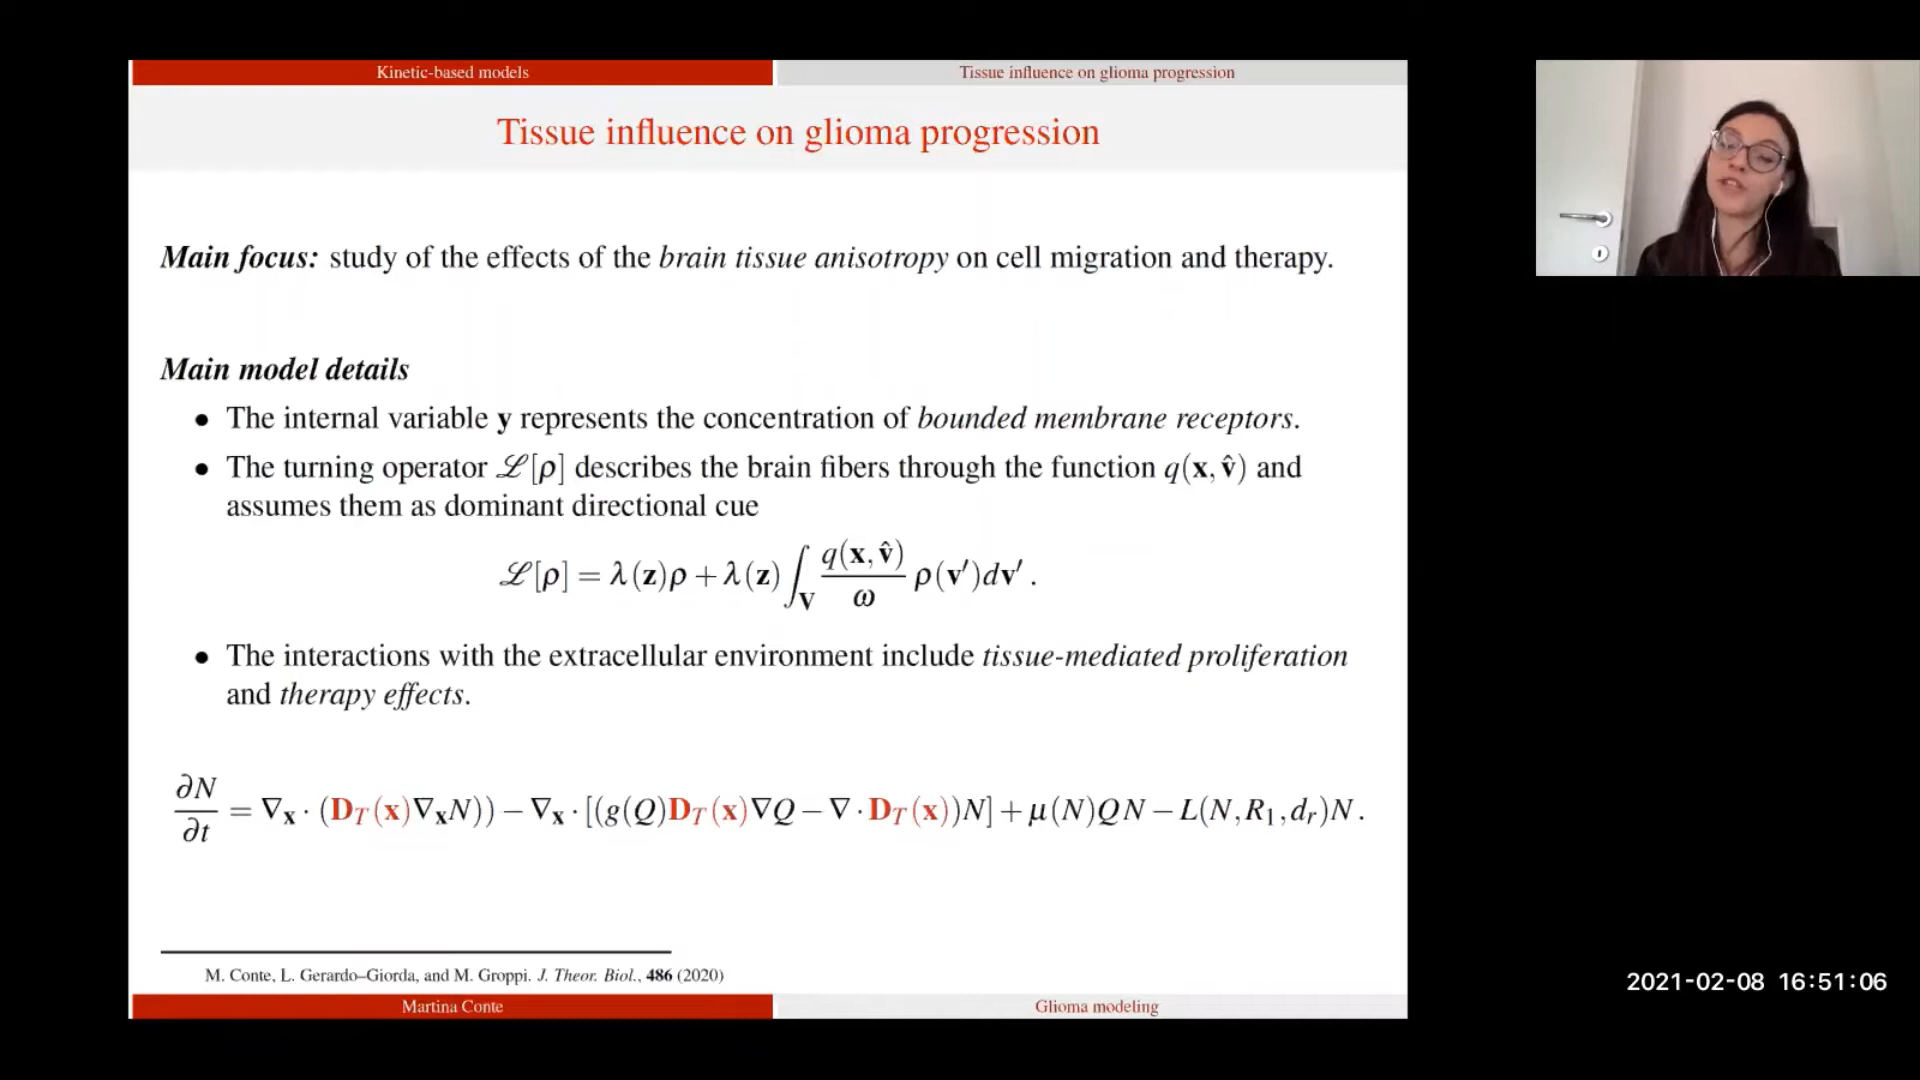 Kinetic-based models
Tissue influence on glioma progression
Tissue influence on glioma progression
Main focus: study of the effects of the brain tissue anisotropy on cell migration and therapy.
Main model details
• The internal variable y represents the concentration of bounded membrane receptors.
• The turning operator ℒ[ρ] describes the brain fibers through the function q(x, v̂) and
assumes them as dominant directional cue
ℒ[ρ] = λ(z)ρ + λ(z) ∫_V q(x, v̂)/ω ρ(v′)dv′ .
• The interactions with the extracellular environment include tissue-mediated proliferation
and therapy effects.
∂N/∂t = ∇_x · (D_T(x)∇_x N)) − ∇_x · [(g(Q)D_T(x)∇Q − ∇ · D_T(x))N] + μ(N)QN − L(N, R₁, d_r)N .
M. Conte, L. Gerardo–Giorda, and M. Groppi. J. Theor. Biol., 486 (2020)
Martina Conte
Glioma modeling
2021-02-08 16:51:06